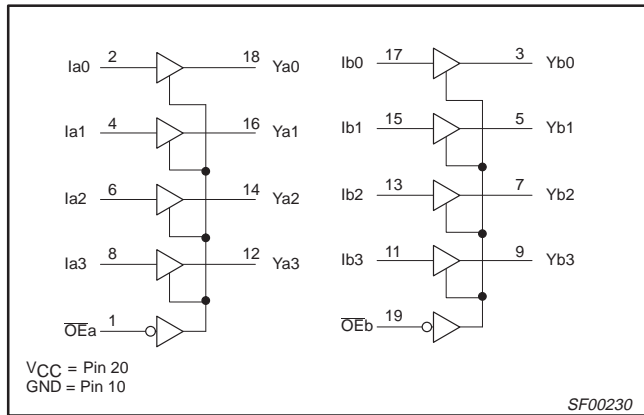 Ia0 2 18 Ya0 Ib0 17 3 Yb0
Ia1 4 16 Ya1 Ib1 15 5 Yb1
Ia2 6 14 Ya2 Ib2 13 7 Yb2
Ia3 8 12 Ya3 Ib3 11 9 Yb3
O̅E̅a 1 O̅E̅b 19
VCC = Pin 20
GND = Pin 10
SF00230